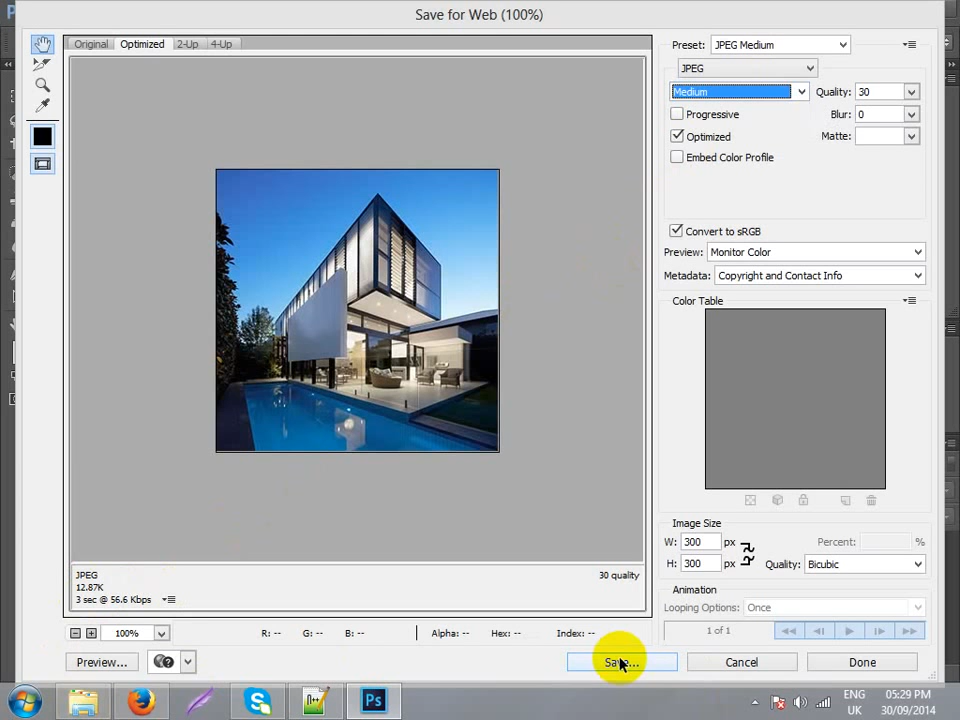 Save for Web (100%)
Original Optimized 2-Up 4-Up
Preset: JPEG Medium
JPEG
Medium Quality: 30
Progressive Blur: 0
Optimized Matte:
Embed Color Profile
Convert to sRGB
Preview: Monitor Color
Metadata: Copyright and Contact Info
Color Table
Image Size
W: 300 px Percent: %
H: 300 px Quality: Bicubic
Animation
Looping Options: Once
1 of 1
JPEG 30 quality
12.87K
3 sec @ 56.6 Kbps
100% R: -- G: -- B: -- Alpha: -- Hex: -- Index: --
Preview... Save... Cancel Done
Ps
ENG 05:29 PM
UK 30/09/2014